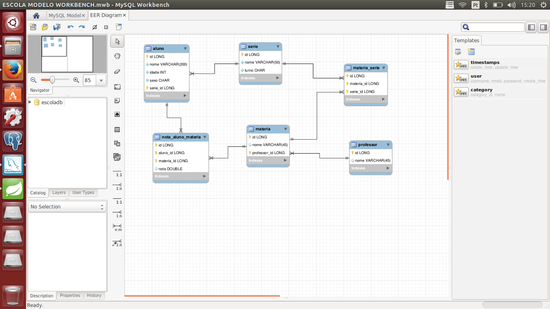 ESCOLA MODELO WORKBENCH.mwb - MySQL Workbench
15:20
MySQL Model
EER Diagram
85
Navigator
escoladb
Catalog Layers User Types
No Selection
Description Properties History
Ready.
1:1
1:n
1:1
1:n
n:m
1:n
aluno
id LONG
nome VARCHAR(200)
idade INT
sexo CHAR
serie_id LONG
Indexes
serie
id LONG
nome VARCHAR(50)
turno CHAR
Indexes
materia_serie
id LONG
materia_id LONG
serie_id LONG
Indexes
nota_aluno_materia
id LONG
aluno_id LONG
materia_id LONG
nota DOUBLE
Indexes
materia
id LONG
nome VARCHAR(45)
professor_id LONG
Indexes
professor
id LONG
nome VARCHAR(45)
Indexes
Templates
timestamps
create_time, update_time
user
category
category_id, name